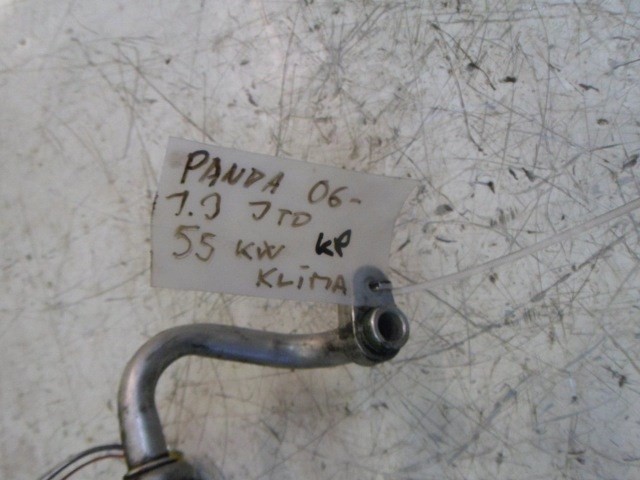 PANDA 06-
1.3 JTD
55 KW KP
KLIMA